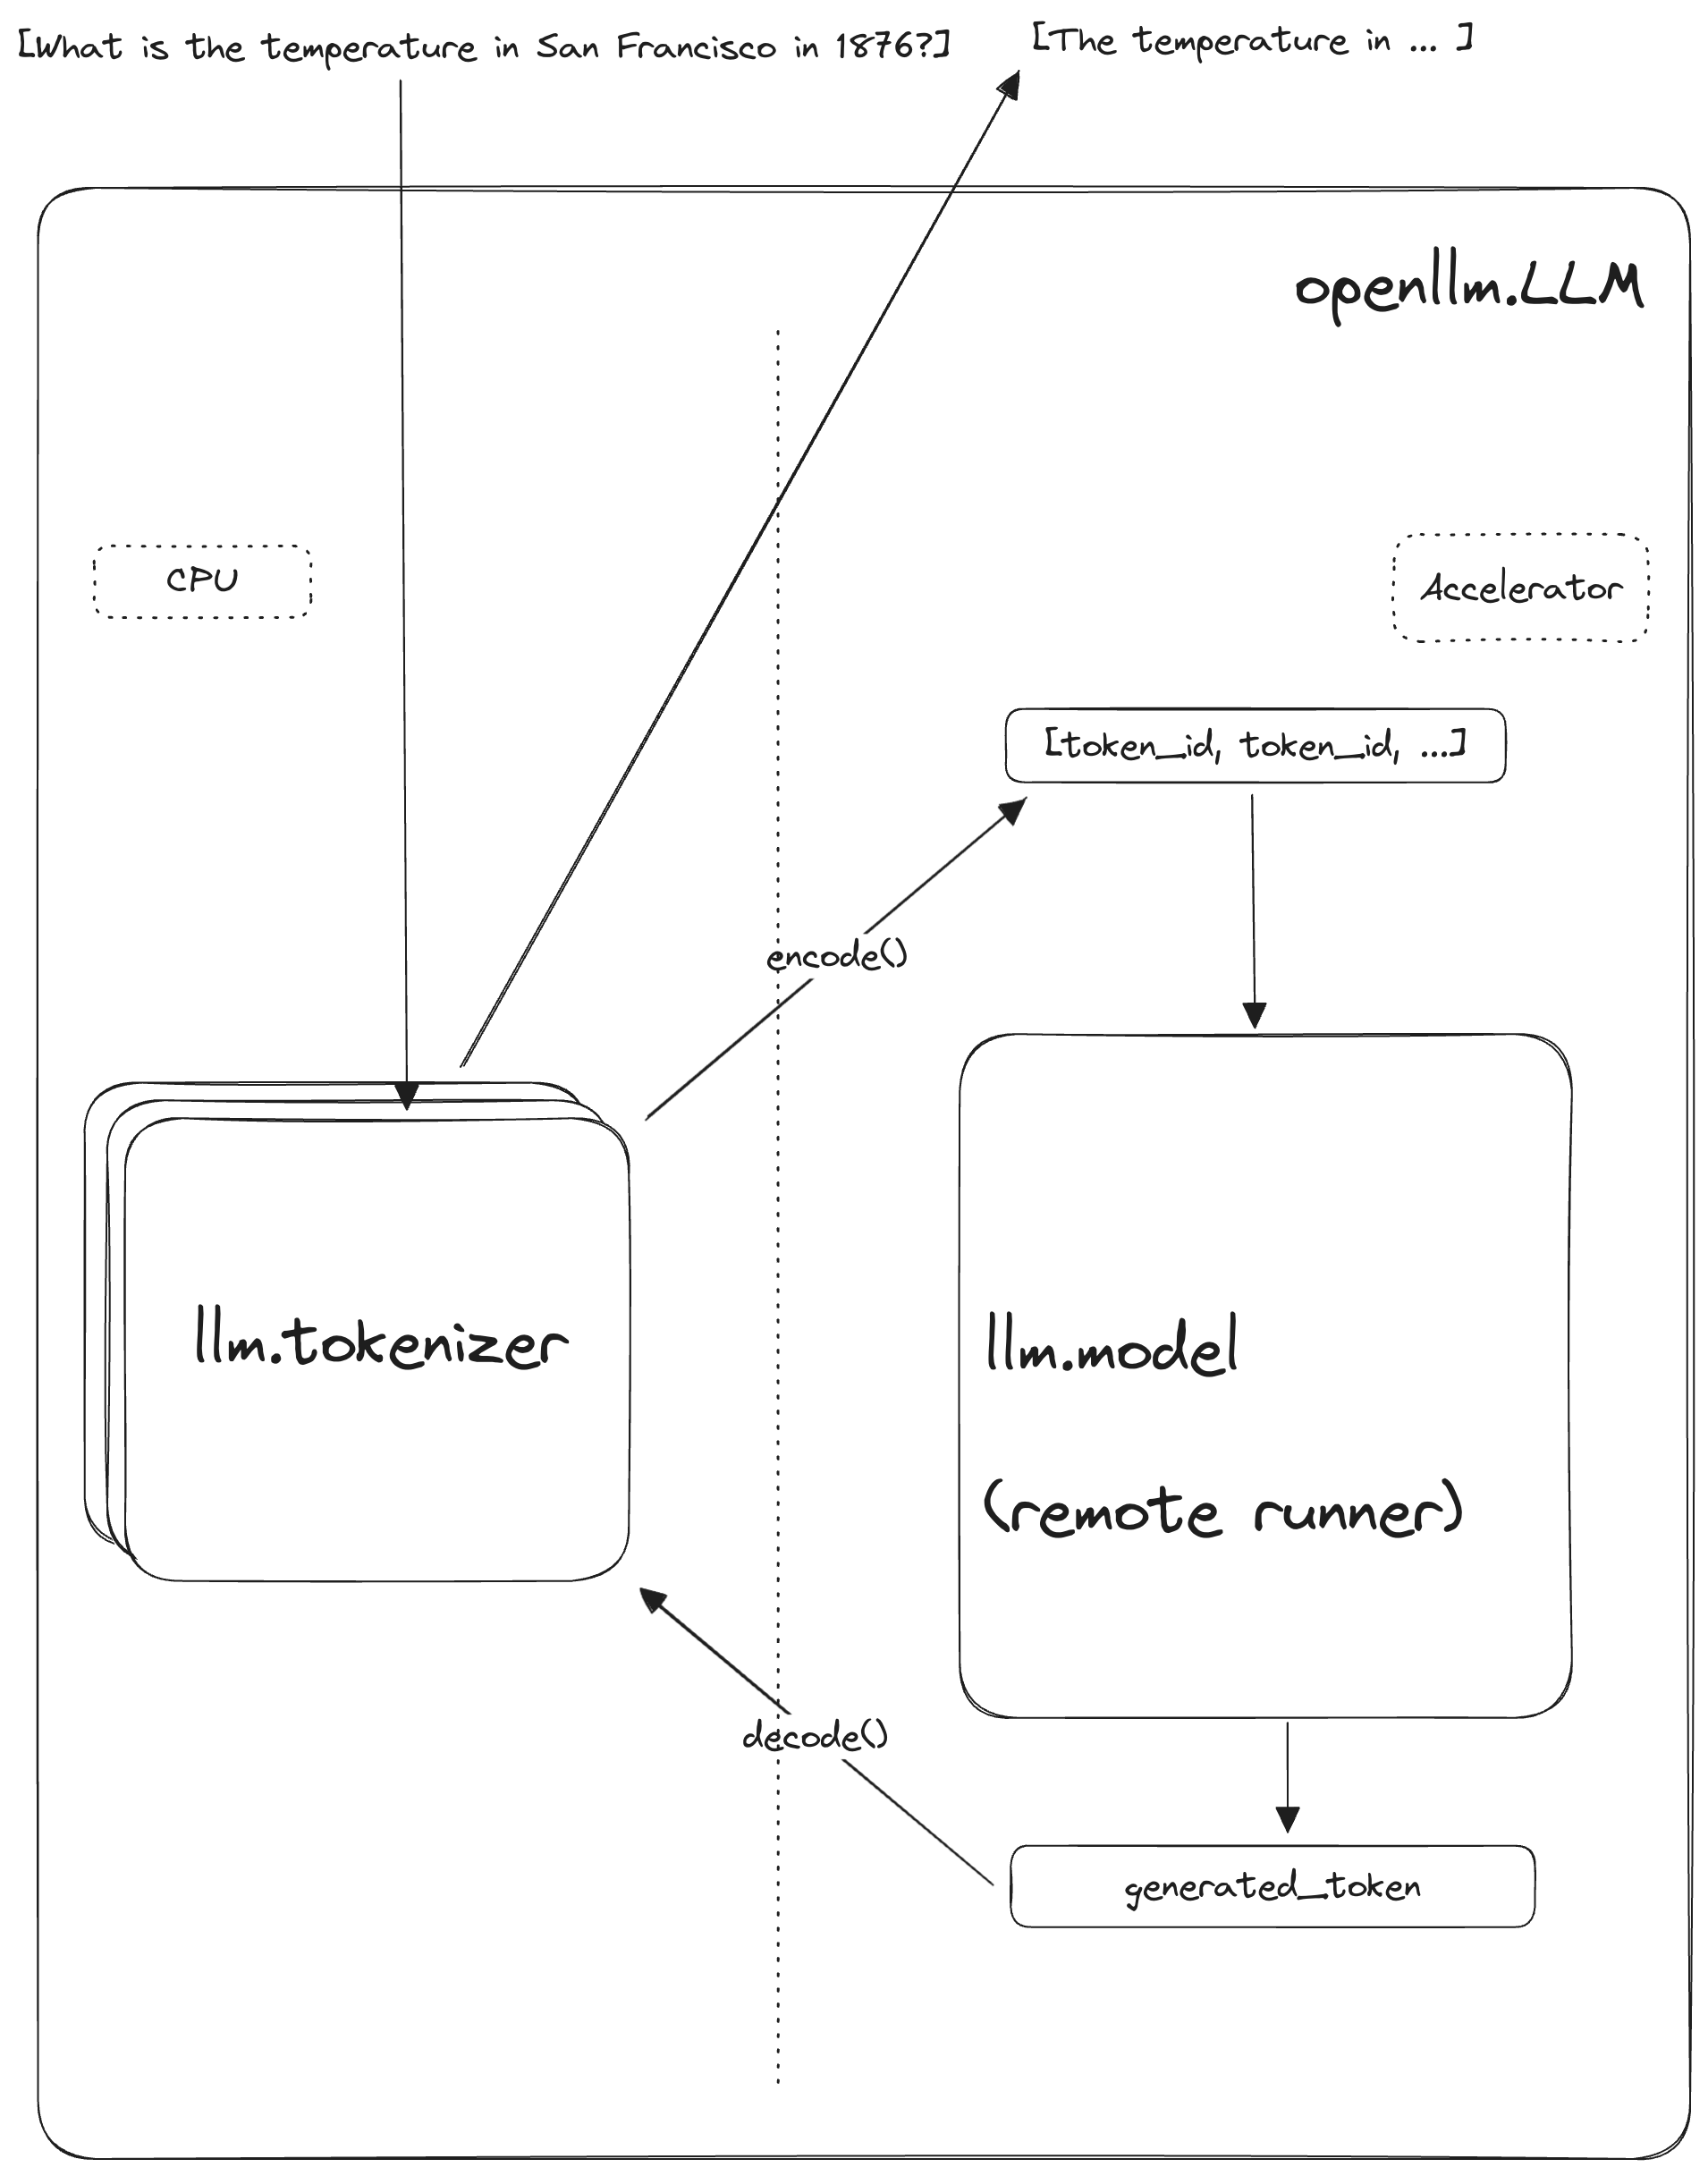 [What is the temperature in San Francisco in 1876?]
[The temperature in ... ]
openllm.LLM
CPU
Accelerator
[token_id, token_id, ...]
encode()
llm.tokenizer
llm.model
(remote runner)
decode()
generated_token